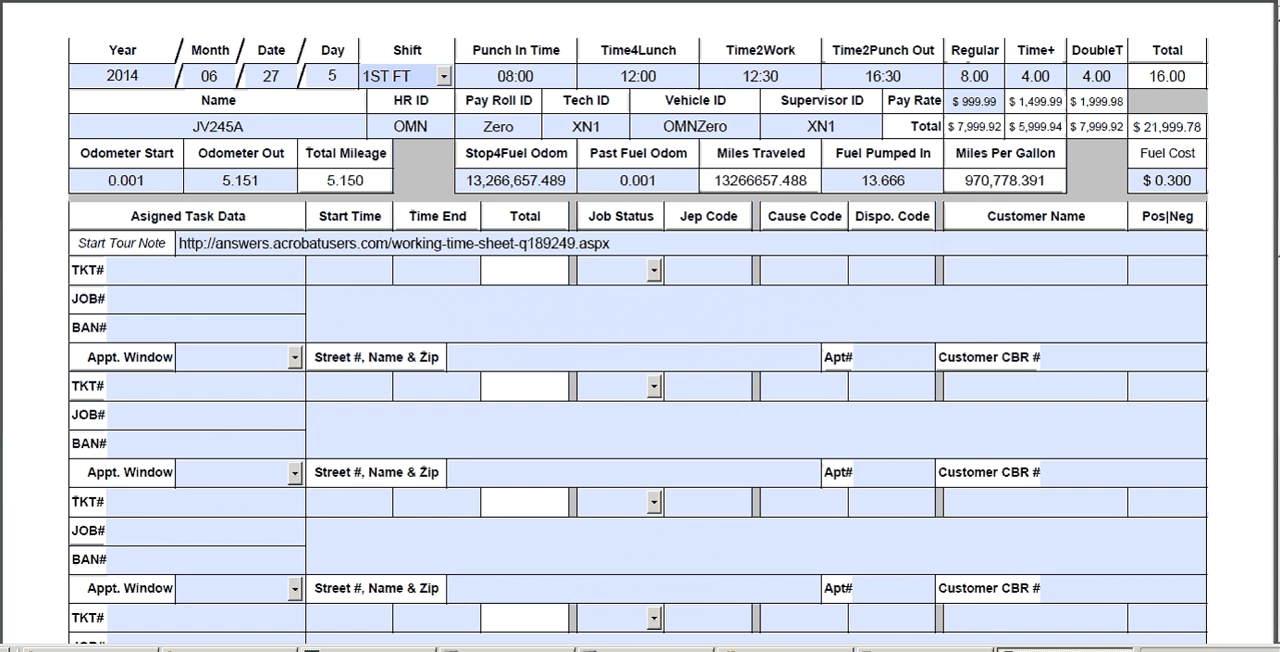 Year Month Date Day Shift Punch In Time Time4Lunch Time2Work Time2Punch Out Regular Time+ DoubleT Total
2014 06 27 5 1ST FT 08:00 12:00 12:30 16:30 8.00 4.00 4.00 16.00
Name HR ID Pay Roll ID Tech ID Vehicle ID Supervisor ID Pay Rate $ 999.99 $ 1,499.99 $ 1,999.98
JV245A OMN Zero XN1 OMNZero XN1 Total $ 7,999.92 $ 5,999.94 $ 7,999.92 $ 21,999.78
Odometer Start Odometer Out Total Mileage Stop4Fuel Odom Past Fuel Odom Miles Traveled Fuel Pumped In Miles Per Gallon Fuel Cost
0.001 5.151 5.150 13,266,657.489 0.001 13266657.488 13.666 970,778.391 $ 0.300
Asigned Task Data Start Time Time End Total Job Status Jep Code Cause Code Dispo. Code Customer Name Pos|Neg
Start Tour Note http://answers.acrobatusers.com/working-time-sheet-q189249.aspx
TKT#
JOB#
BAN#
Appt. Window Street #, Name & Zip Apt# Customer CBR #
TKT#
JOB#
BAN#
Appt. Window Street #, Name & Zip Apt# Customer CBR #
TKT#
JOB#
BAN#
Appt. Window Street #, Name & Zip Apt# Customer CBR #
TKT#